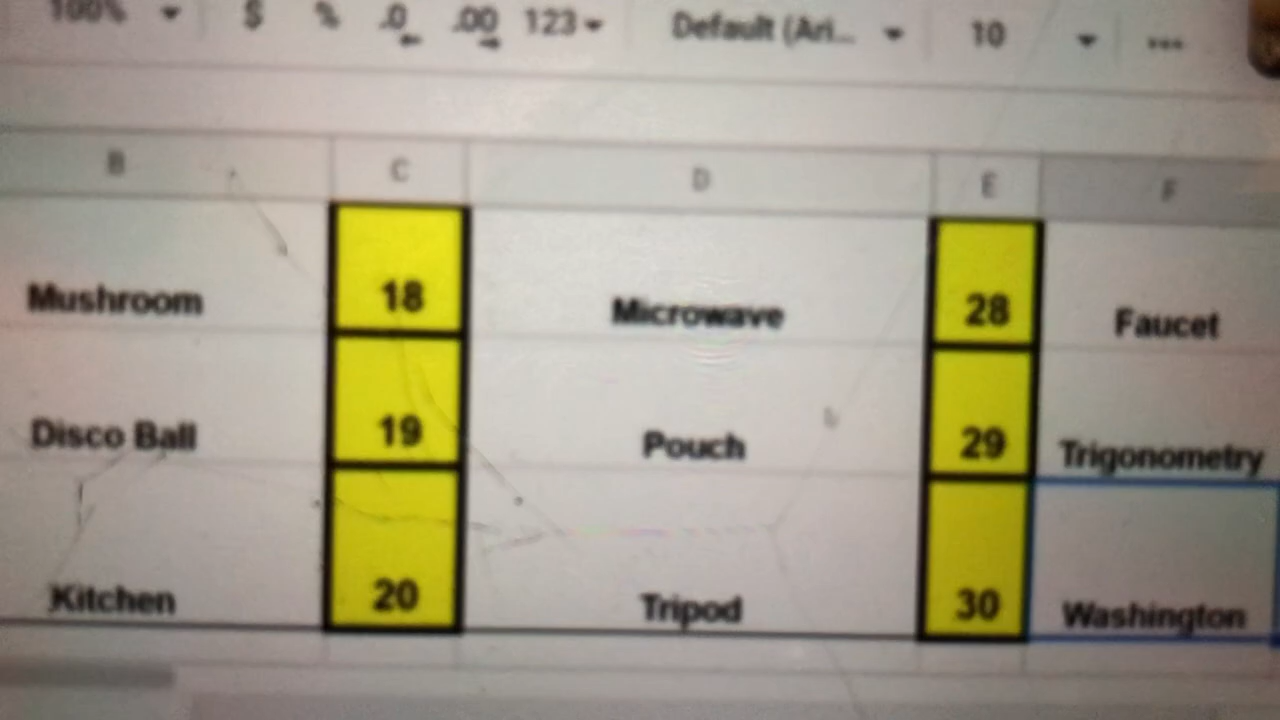 100% $ % .0 .00 123 Default (Ari... 10 ...
B C D E F
Mushroom 18 Microwave 28 Faucet
Disco Ball 19 Pouch 29 Trigonometry
Kitchen 20 Tripod 30 Washington